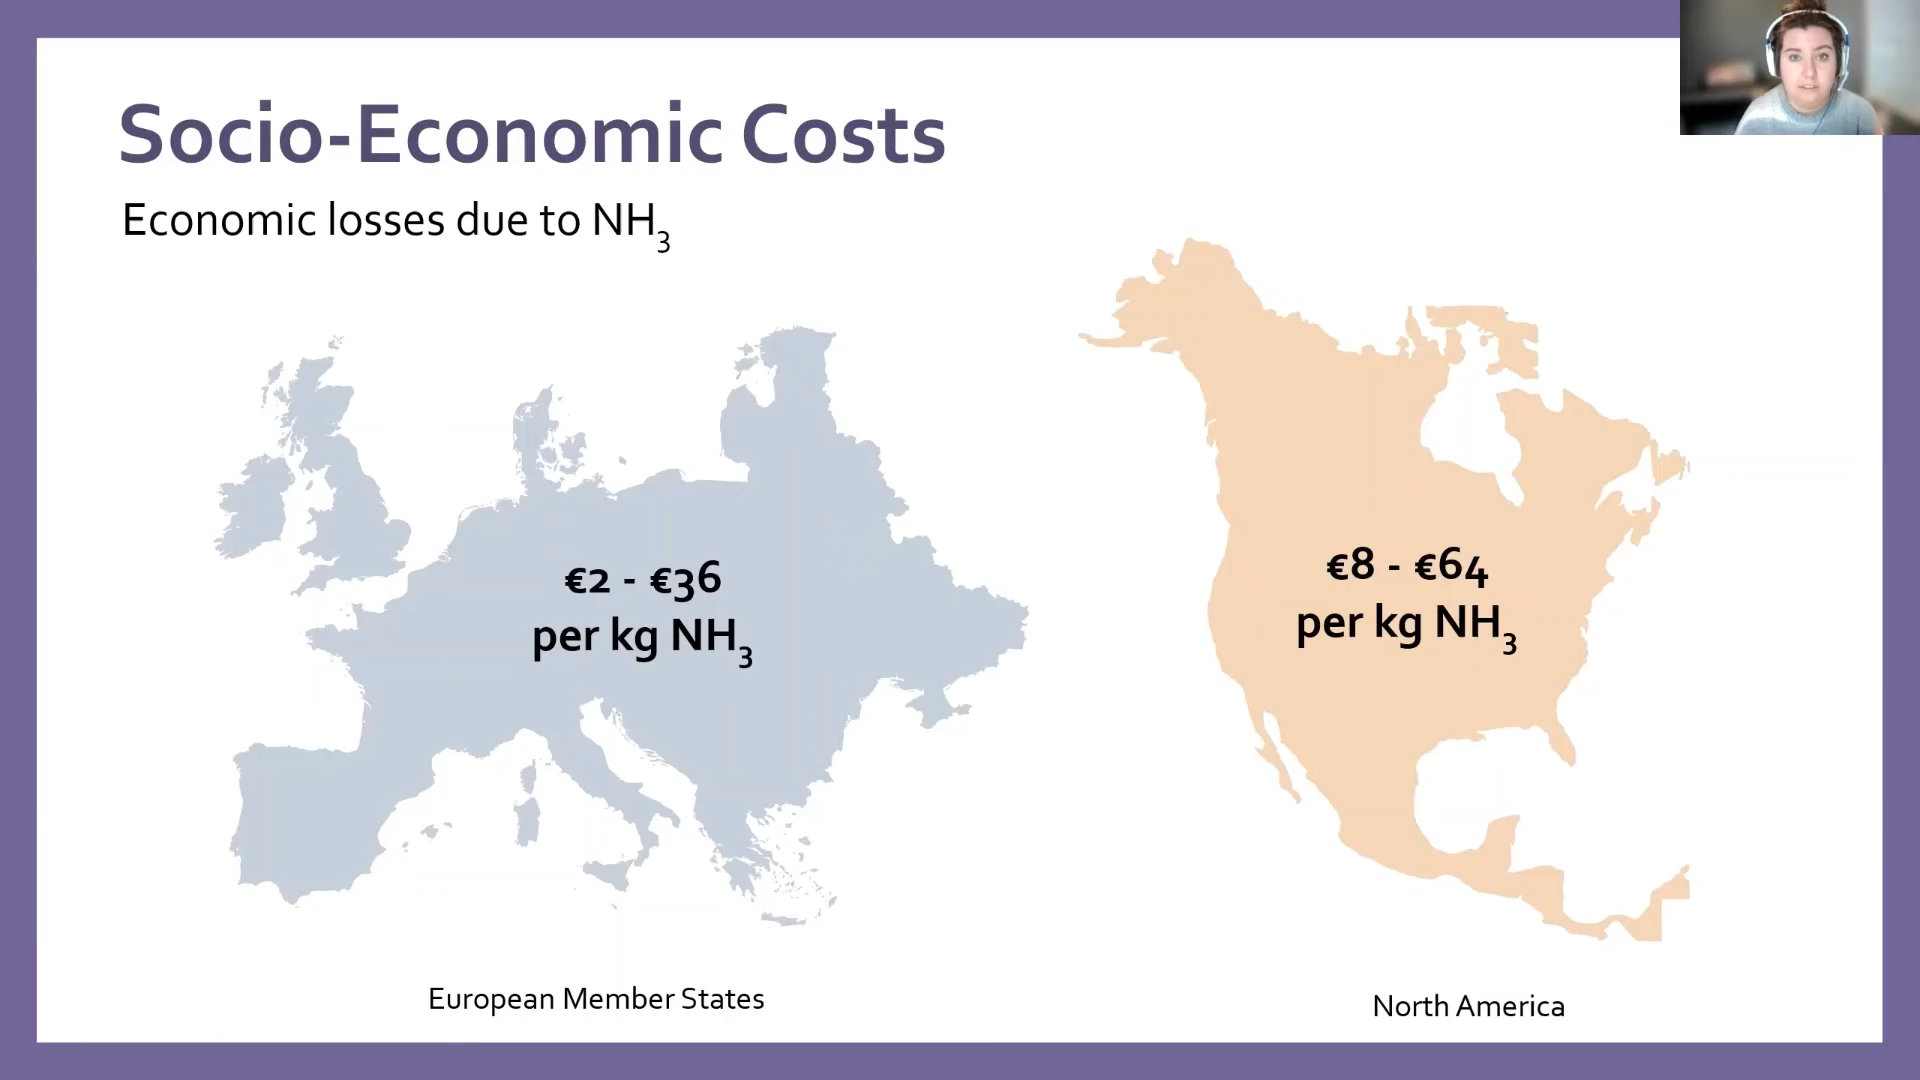 Socio-Economic Costs
Economic losses due to NH₃
€2 - €36
per kg NH₃
€8 - €64
per kg NH₃
European Member States
North America